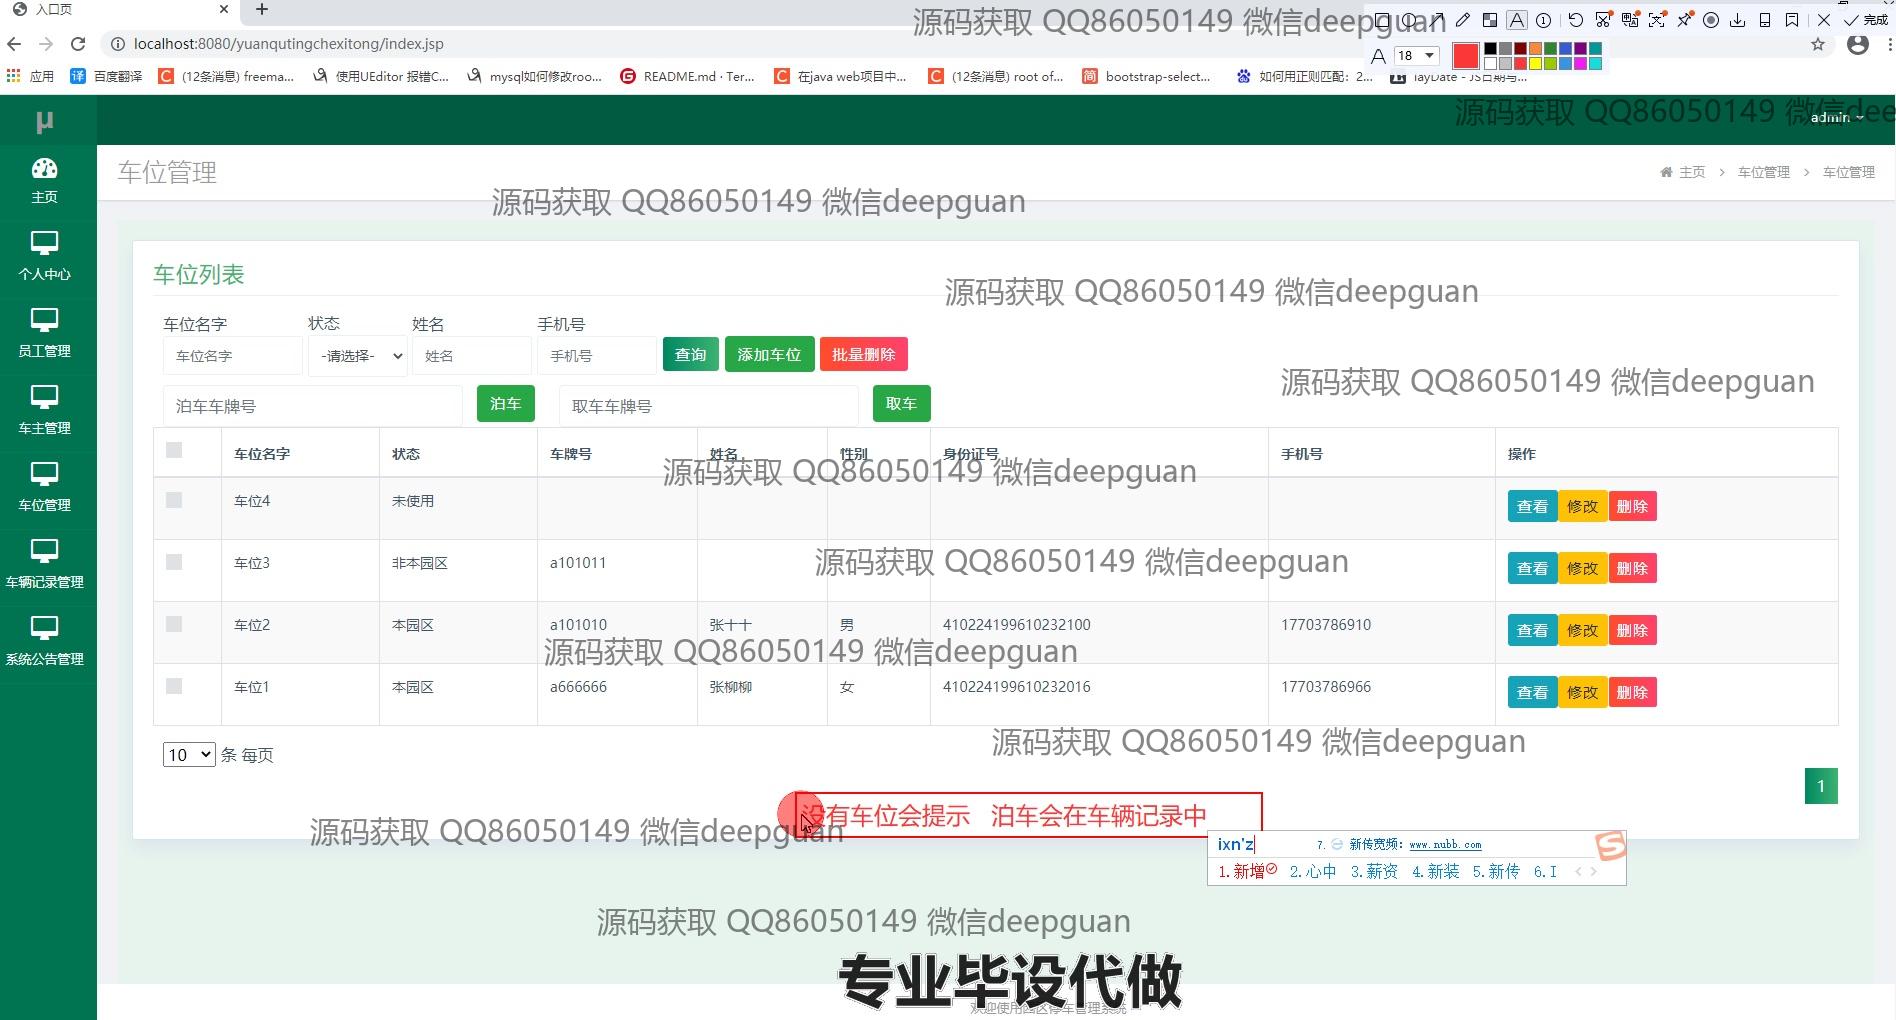 入口页
localhost:8080/yuanqutingchexitong/index.jsp
源码获取 QQ86050149 微信deepguan
完成
18
应用
百度翻译
(12条消息) freema...
使用UEditor 报错C...
mysql如何修改roo...
README.md · Ter...
在java web项目中...
(12条消息) root of...
bootstrap-select...
如何用正则匹配：2...
layDate - JS日期与...
源码获取 QQ86050149 微信dee
μ
admin
主页
个人中心
员工管理
车主管理
车位管理
车辆记录管理
系统公告管理
车位管理
主页 > 车位管理 > 车位管理
源码获取 QQ86050149 微信deepguan
车位列表
源码获取 QQ86050149 微信deepguan
车位名字 状态 姓名 手机号
车位名字 -请选择- 姓名 手机号 查询 添加车位 批量删除
源码获取 QQ86050149 微信deepguan
泊车车牌号 泊车 取车车牌号 取车
车位名字 状态 车牌号 姓名 性别 身份证号 手机号 操作
源码获取 QQ86050149 微信deepguan
车位4 未使用 查看 修改 删除
车位3 非本园区 a101011 查看 修改 删除
源码获取 QQ86050149 微信deepguan
车位2 本园区 a101010 张十十 男 410224199610232100 17703786910 查看 修改 删除
源码获取 QQ86050149 微信deepguan
车位1 本园区 a666666 张柳柳 女 410224199610232016 17703786966 查看 修改 删除
源码获取 QQ86050149 微信deepguan
10 条 每页
1
没有车位会提示 泊车会在车辆记录中
源码获取 QQ86050149 微信deepguan
ixn'z 7. 新传宽频：www.nubb.com
1.新增 2.心中 3.薪资 4.新装 5.新传 6.I
源码获取 QQ86050149 微信deepguan
专业毕设代做
欢迎使用园区停车管理系统